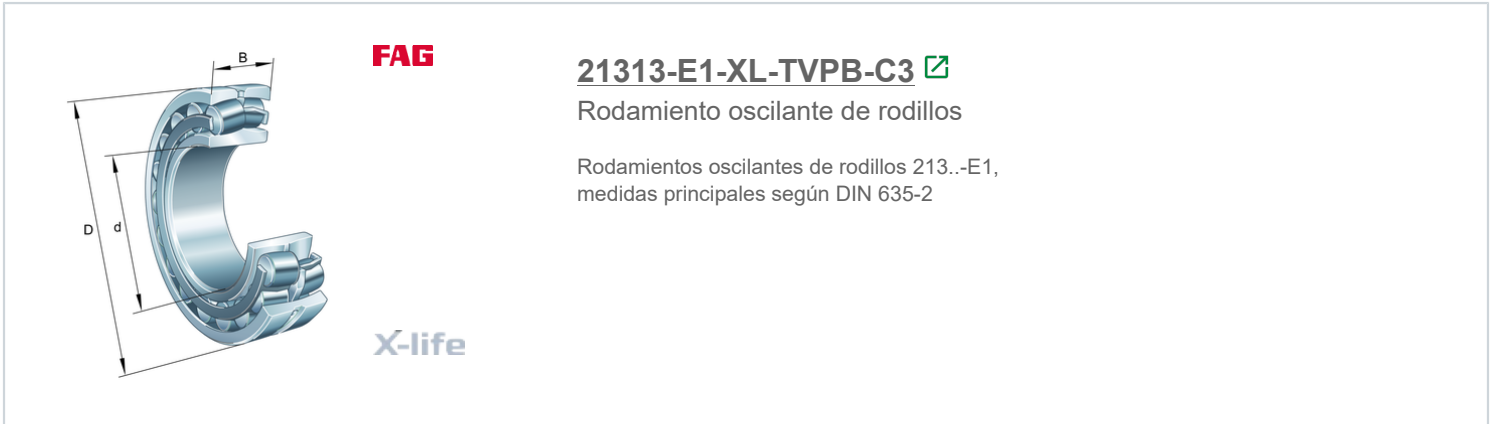 B
FAG
21313-E1-XL-TVPB-C3
Rodamiento oscilante de rodillos
Rodamientos oscilantes de rodillos 213..-E1,
medidas principales según DIN 635-2
D
d
X-life